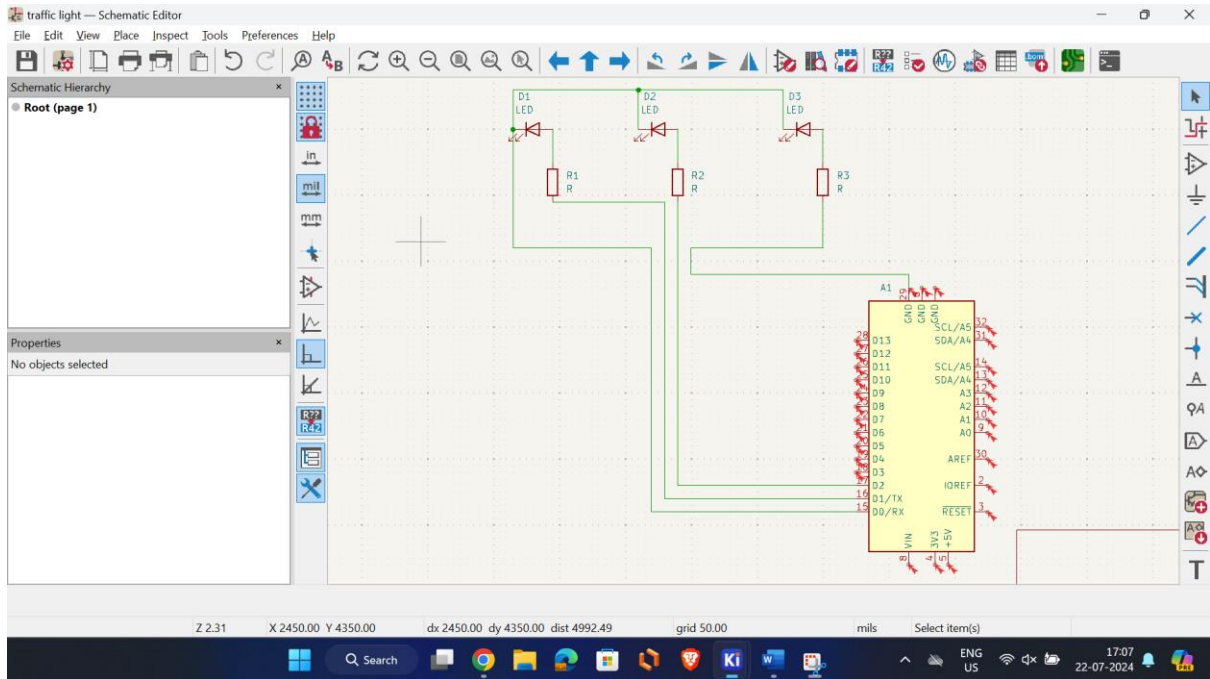 traffic light — Schematic Editor
File Edit View Place Inspect Tools Preferences Help
Schematic Hierarchy
Root (page 1)
Properties
No objects selected
in
mil
mm
R??
R42
R??
R42
bom
D1
LED
D2
LED
D3
LED
R1
R
R2
R
R3
R
A1
29
GND
GND
GND
SCL/A5 32
SDA/A4 31
28 D13
27 D12
D11
SCL/A5 14
D10
SDA/A4 13
D9
A3 12
D8
A2 11
D7
A1 10
D6
A0 9
D5
D4
AREF 30
D3
17 D2
IOREF 2
16 D1/TX
15 D0/RX
RESET 3
VIN
3V3
+5V
8
4
5
Z 2.31 X 2450.00 Y 4350.00 dx 2450.00 dy 4350.00 dist 4992.49 grid 50.00 mils Select item(s)
Search
Ki
ENG
US
17:07
22-07-2024
PRE